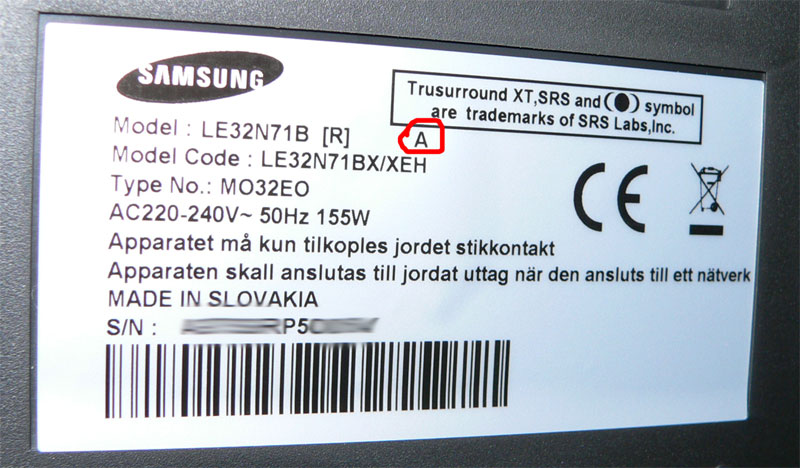 SAMSUNG
Trusurround XT,SRS and symbol
are trademarks of SRS Labs,Inc.
Model : LE32N71B [R] A
Model Code : LE32N71BX/XEH
Type No.: MO32EO
AC220-240V~ 50Hz 155W
Apparatet må kun tilkoples jordet stikkontakt
Apparaten skall anslutas till jordat uttag när den ansluts till ett nätverk
MADE IN SLOVAKIA
S/N :
CE